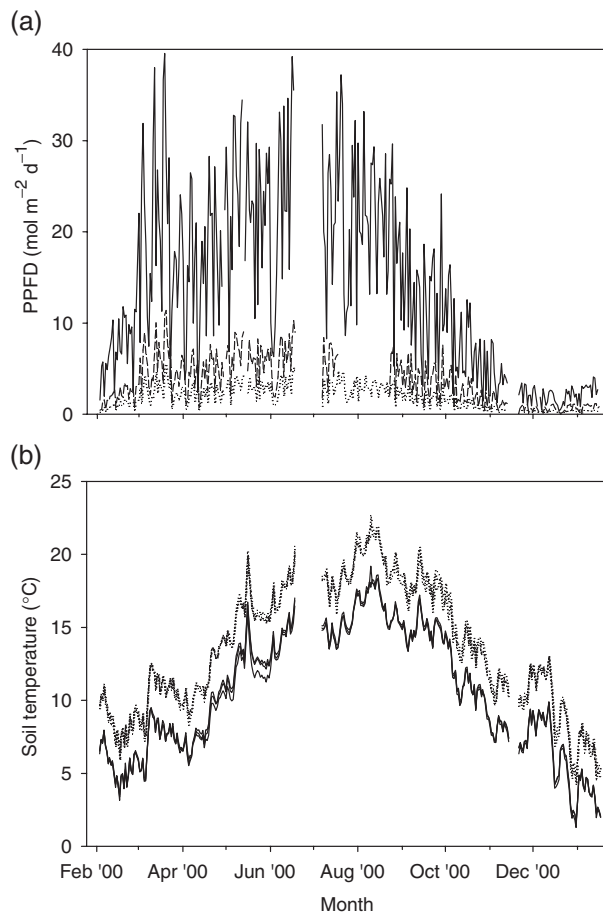 (a)
40
30
20
10
0
PPFD (mol m⁻² d⁻¹)
(b)
25
20
15
10
5
0
Soil temperature (°C)
Feb '00 Apr '00 Jun '00 Aug '00 Oct '00 Dec '00
Month